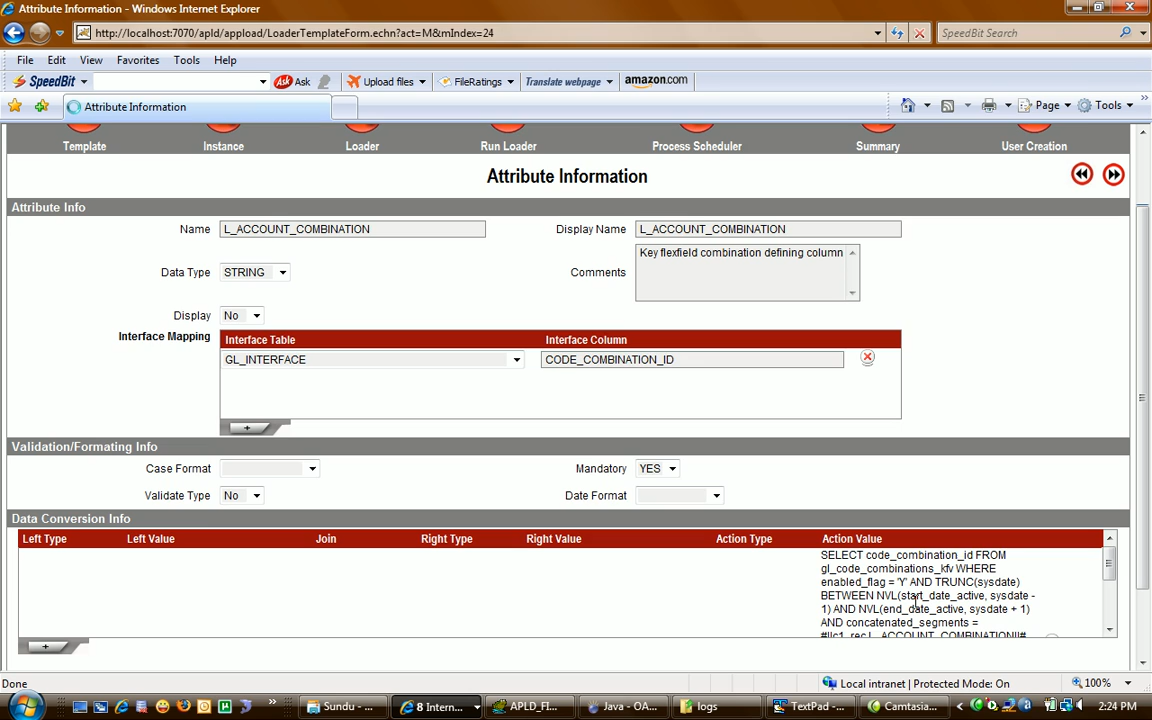 Attribute Information - Windows Internet Explorer
http://localhost:7070/apld/appload/LoaderTemplateForm.echn?act=M&mIndex=24
SpeedBit Search
File Edit View Favorites Tools Help
SpeedBit Ask Ask Upload files FileRatings Translate webpage amazon.com
Attribute Information Page Tools
Template Instance Loader Run Loader Process Scheduler Summary User Creation
Attribute Information
Attribute Info
Name L_ACCOUNT_COMBINATION Display Name L_ACCOUNT_COMBINATION
Data Type STRING Comments Key flexfield combination defining column
Display No
Interface Mapping Interface Table Interface Column
GL_INTERFACE CODE_COMBINATION_ID
+
Validation/Formating Info
Case Format Mandatory YES
Validate Type No Date Format
Data Conversion Info
Left Type Left Value Join Right Type Right Value Action Type Action Value
SELECT code_combination_id FROM
gl_code_combinations_kfv WHERE
enabled_flag = 'Y' AND TRUNC(sysdate)
BETWEEN NVL(start_date_active, sysdate -
1) AND NVL(end_date_active, sysdate + 1)
AND concatenated_segments =
+
Done Local intranet | Protected Mode: On 100%
Sundu - ... 8 Intern... APLD_FI... Java - OA... logs TextPad - ... Camtasia... 2:24 PM